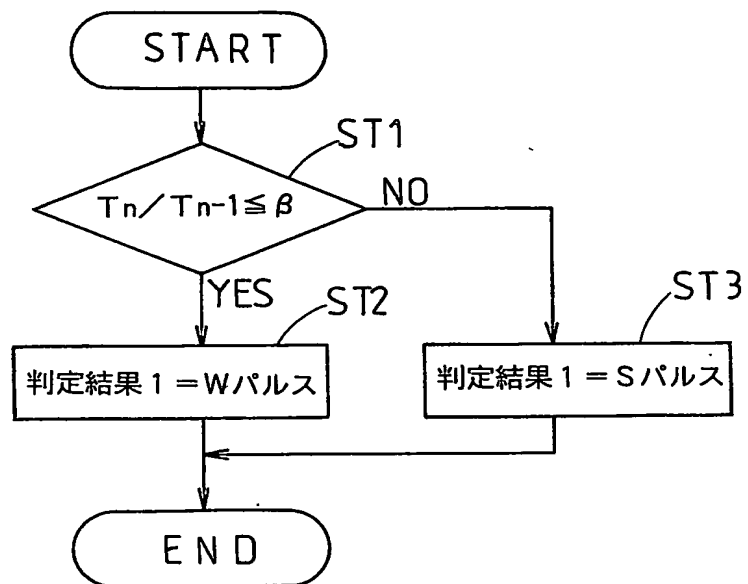 START
ST1
Tn/Tn-1≦β
NO
YES
ST2
ST3
判定結果1=Wパルス
判定結果1=Sパルス
END